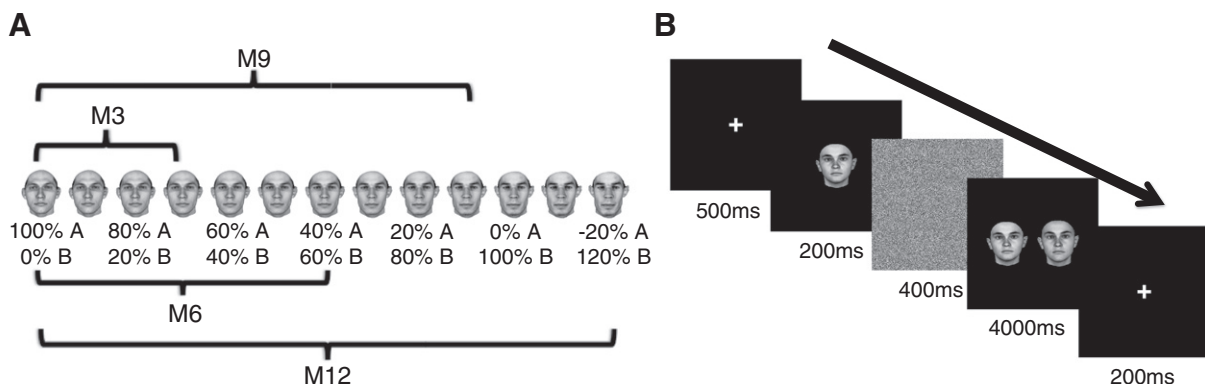 A
M9
M3
100% A 80% A 60% A 40% A 20% A 0% A -20% A
0% B 20% B 40% B 60% B 80% B 100% B 120% B
M6
M12
B
500ms
200ms
400ms
4000ms
200ms